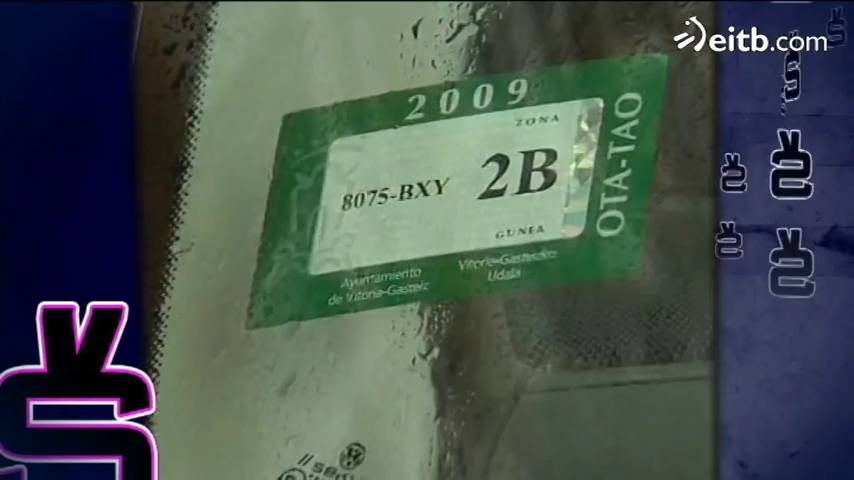 eitb.com
2009
ZONA
8075-BXY
2B
GUNEA
OTA-TAO
Ayuntamiento
de Vitoria-Gasteiz
Vitoria-Gasteizko
Udala